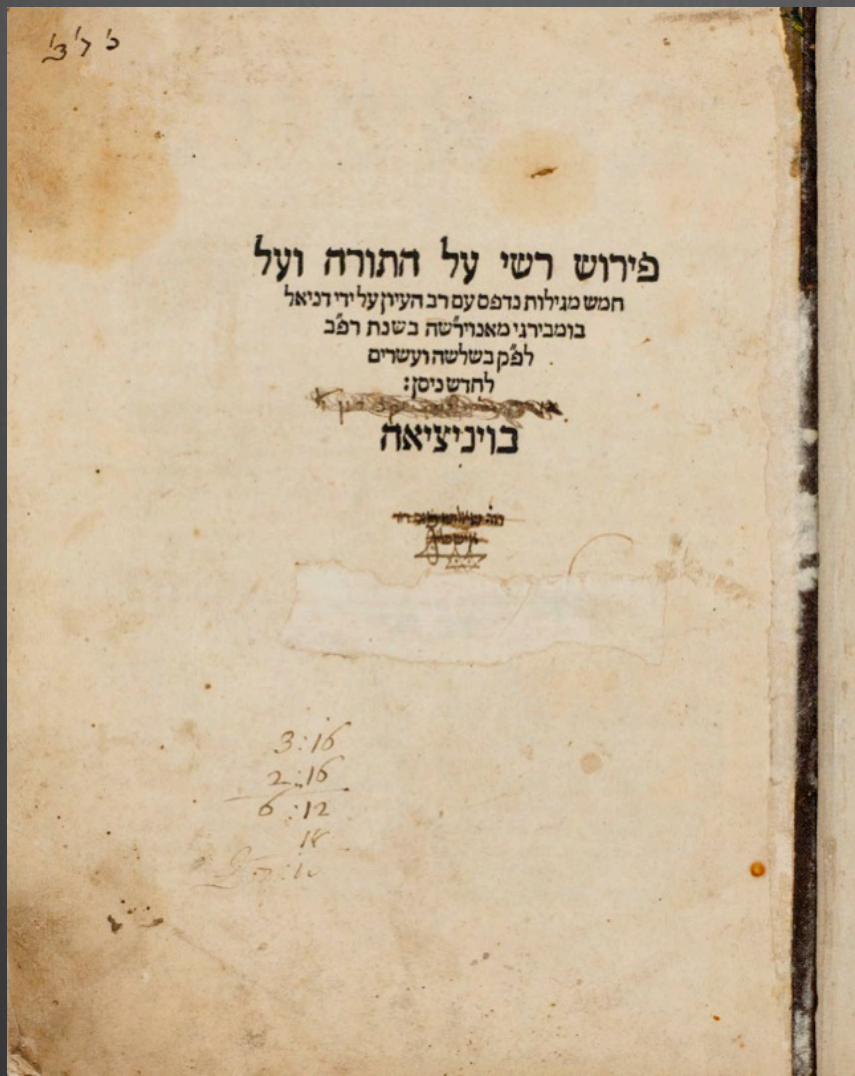 כ'ל'צ'
פירוש רשי על התורה ועל
חמש מגילות נדפס עם רב העיון על ידי דניאל
בומבירגי מאנוירשה בשנת רפ״ב
לפ״ק בשלשה ועשרים
לחדש ניסן:
בויניציאה
3:16
2:16
6:12
18